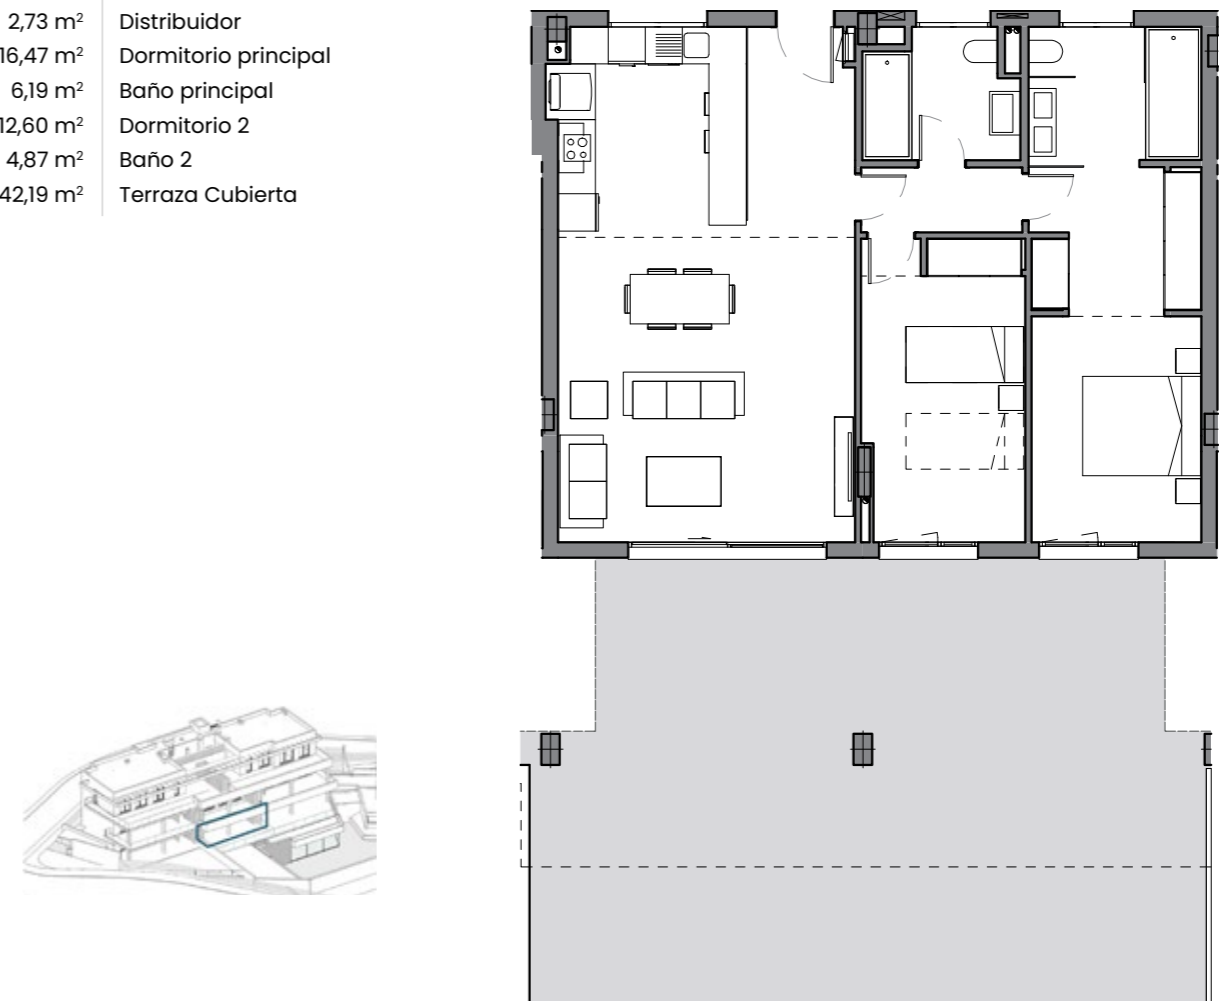 2,73 m² Distribuidor
16,47 m² Dormitorio principal
6,19 m² Baño principal
12,60 m² Dormitorio 2
4,87 m² Baño 2
42,19 m² Terraza Cubierta